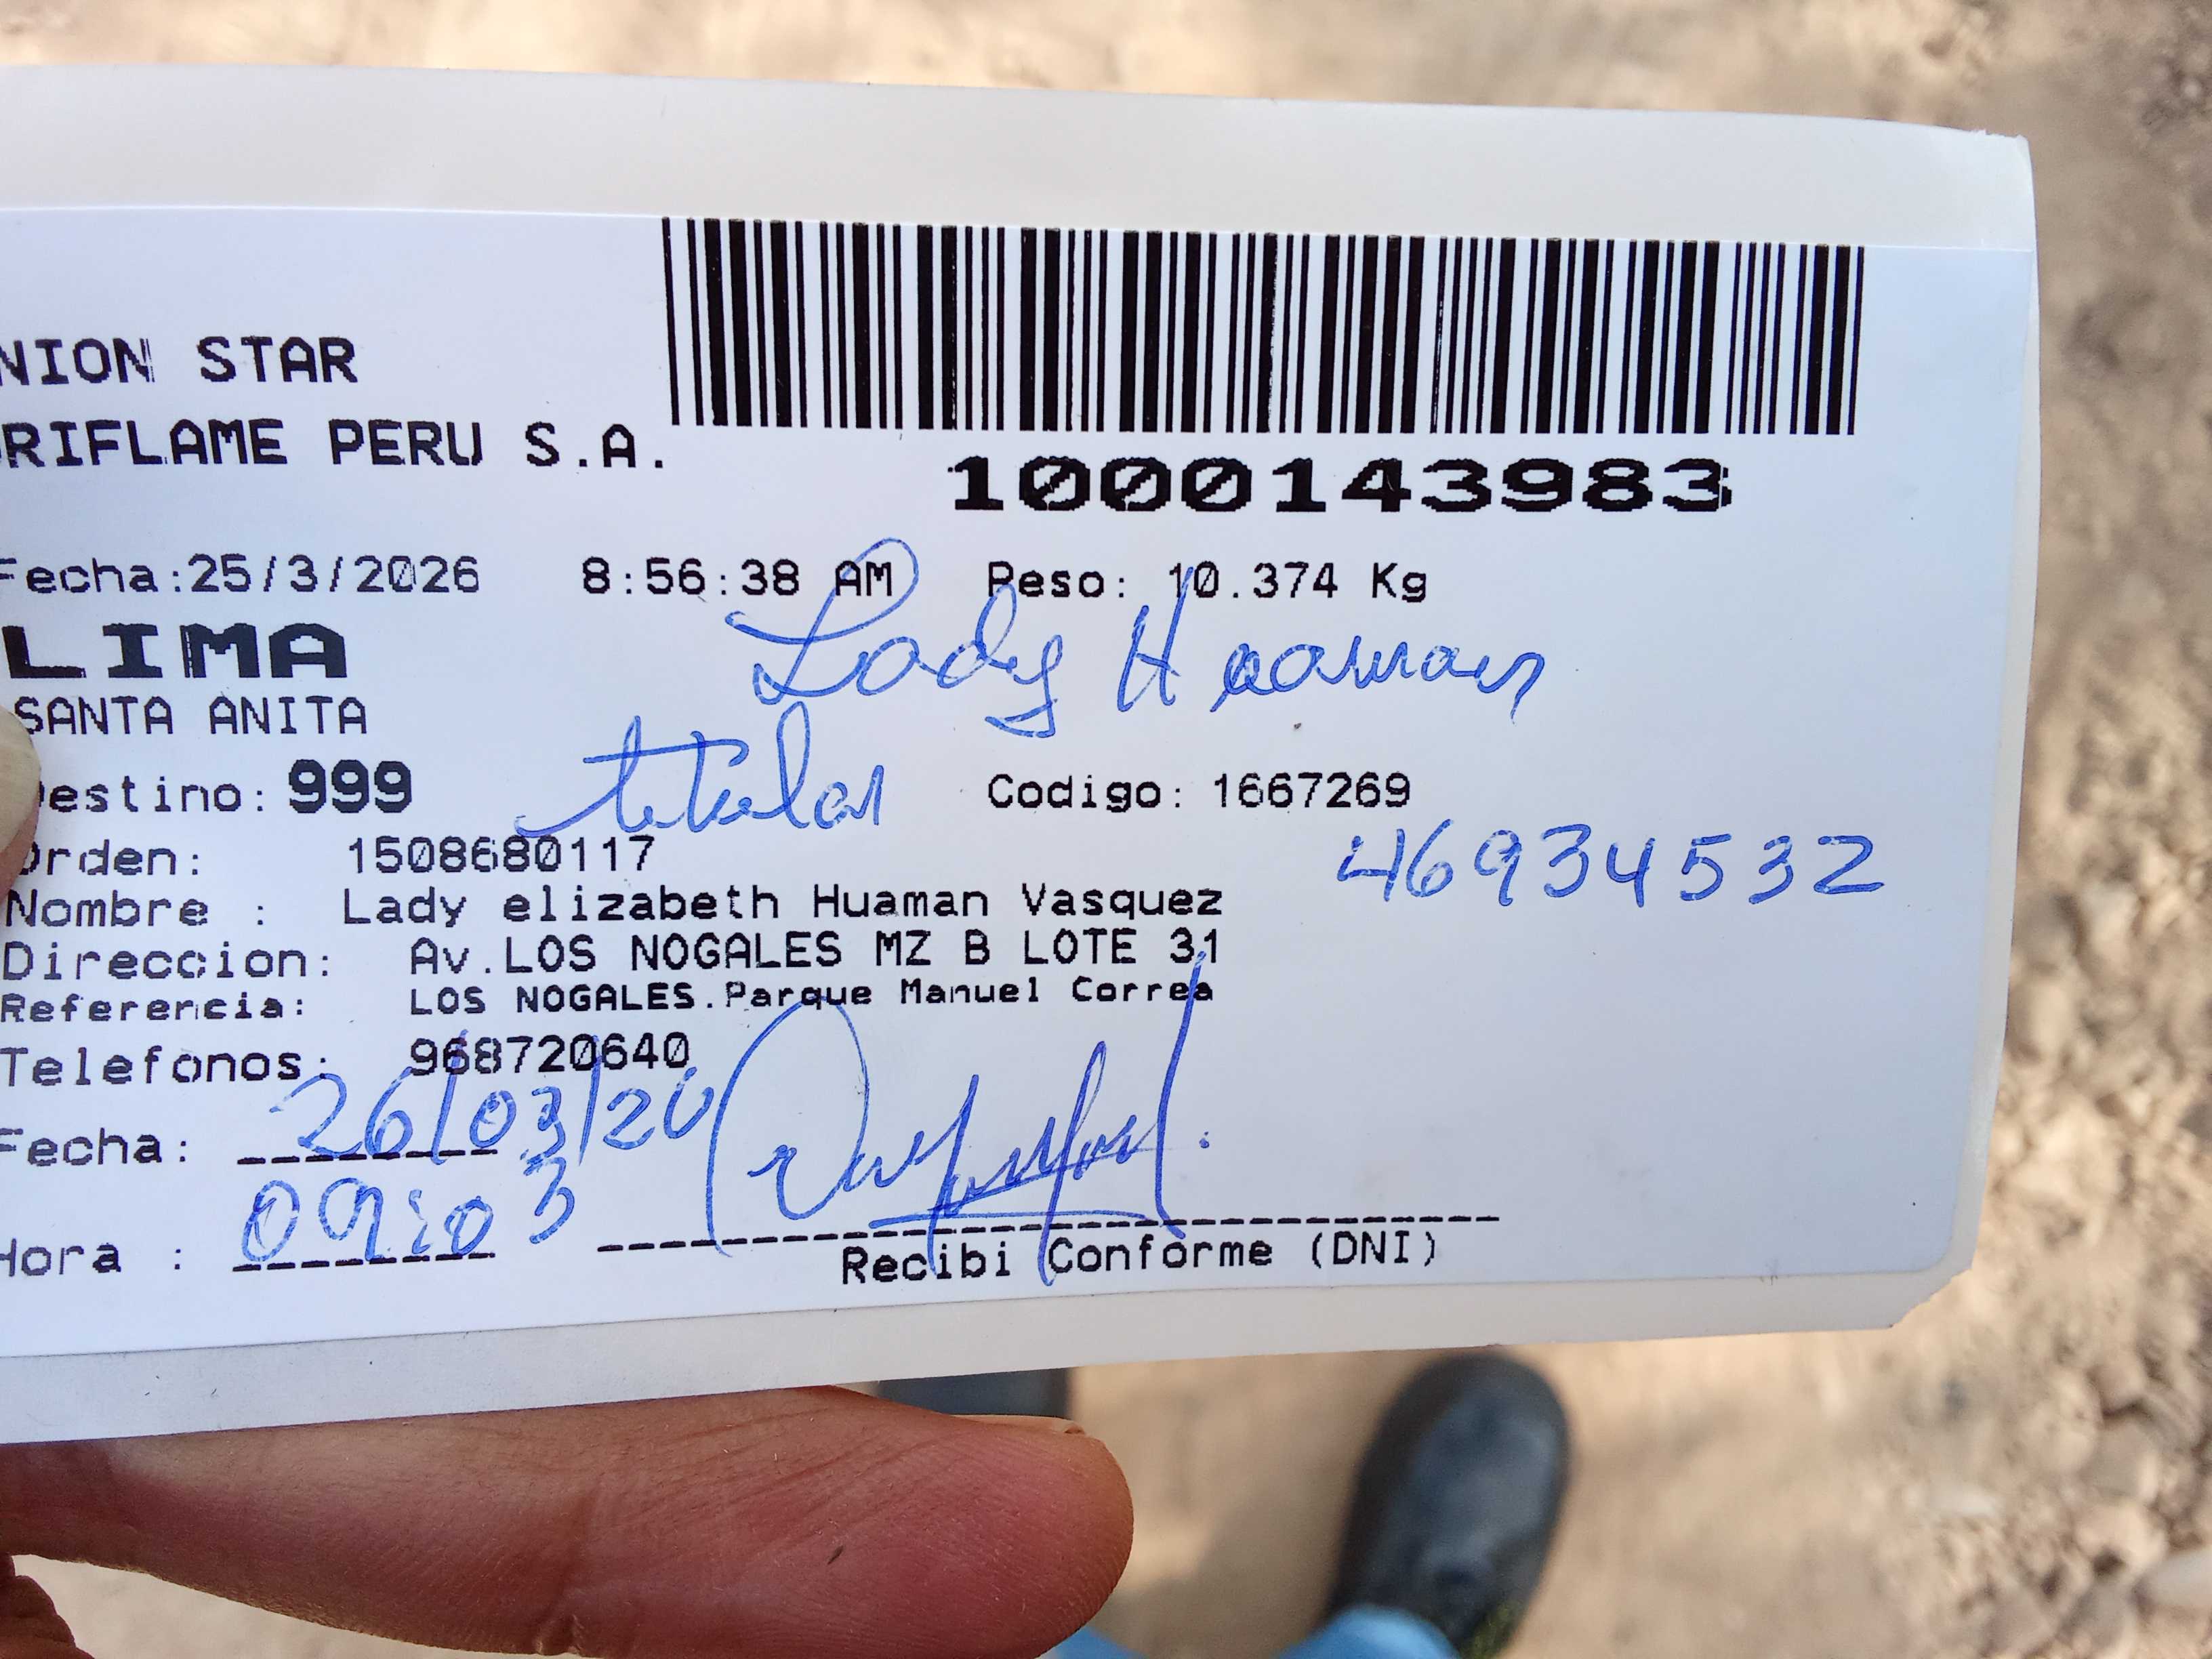 NION STAR
RIFLAME PERU S.A.
1000143983
Fecha:25/3/2026 8:56:38 AM Peso: 10.374 Kg
Lady Huaman
LIMA
SANTA ANITA
titular
Destino: 999 Codigo: 1667269
46934532
Orden: 1508680117
Nombre : Lady elizabeth Huaman Vasquez
Direccion: Av.LOS NOGALES MZ B LOTE 31
Referencia: LOS NOGALES.Parque Manuel Correa
Telefonos: 968720640
Fecha: 26/03/26
Hora : 09:03
Recibi Conforme (DNI)